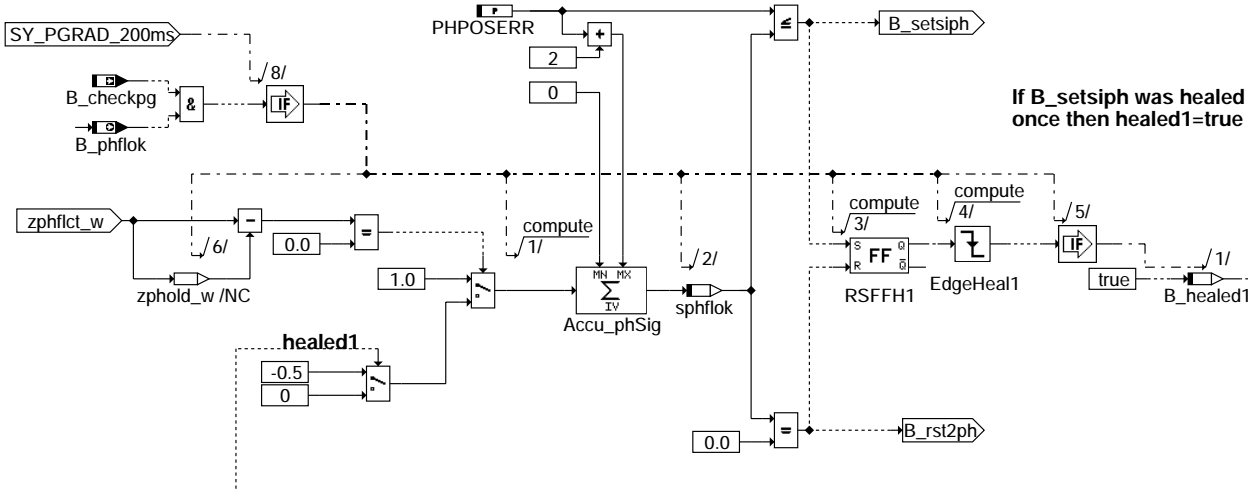 SY_PGRAD_200ms
8/
B_checkpg
&
IF
B_phflok
P
PHPOSERR
+
2
0
≤
B_setsiph
If B_setsiph was healed
once then healed1=true
zphflct_w
−
6/
zphold_w /NC
0.0
=
1.0
compute
1/
MN MX
Σ
IV
Accu_phSig
2/
sphflok
compute
3/
S Q
FF
R Q̅
RSFFH1
compute
4/
EdgeHeal1
5/
IF
1/
true
B_healed1
healed1
-0.5
0
0.0
=
B_rst2ph